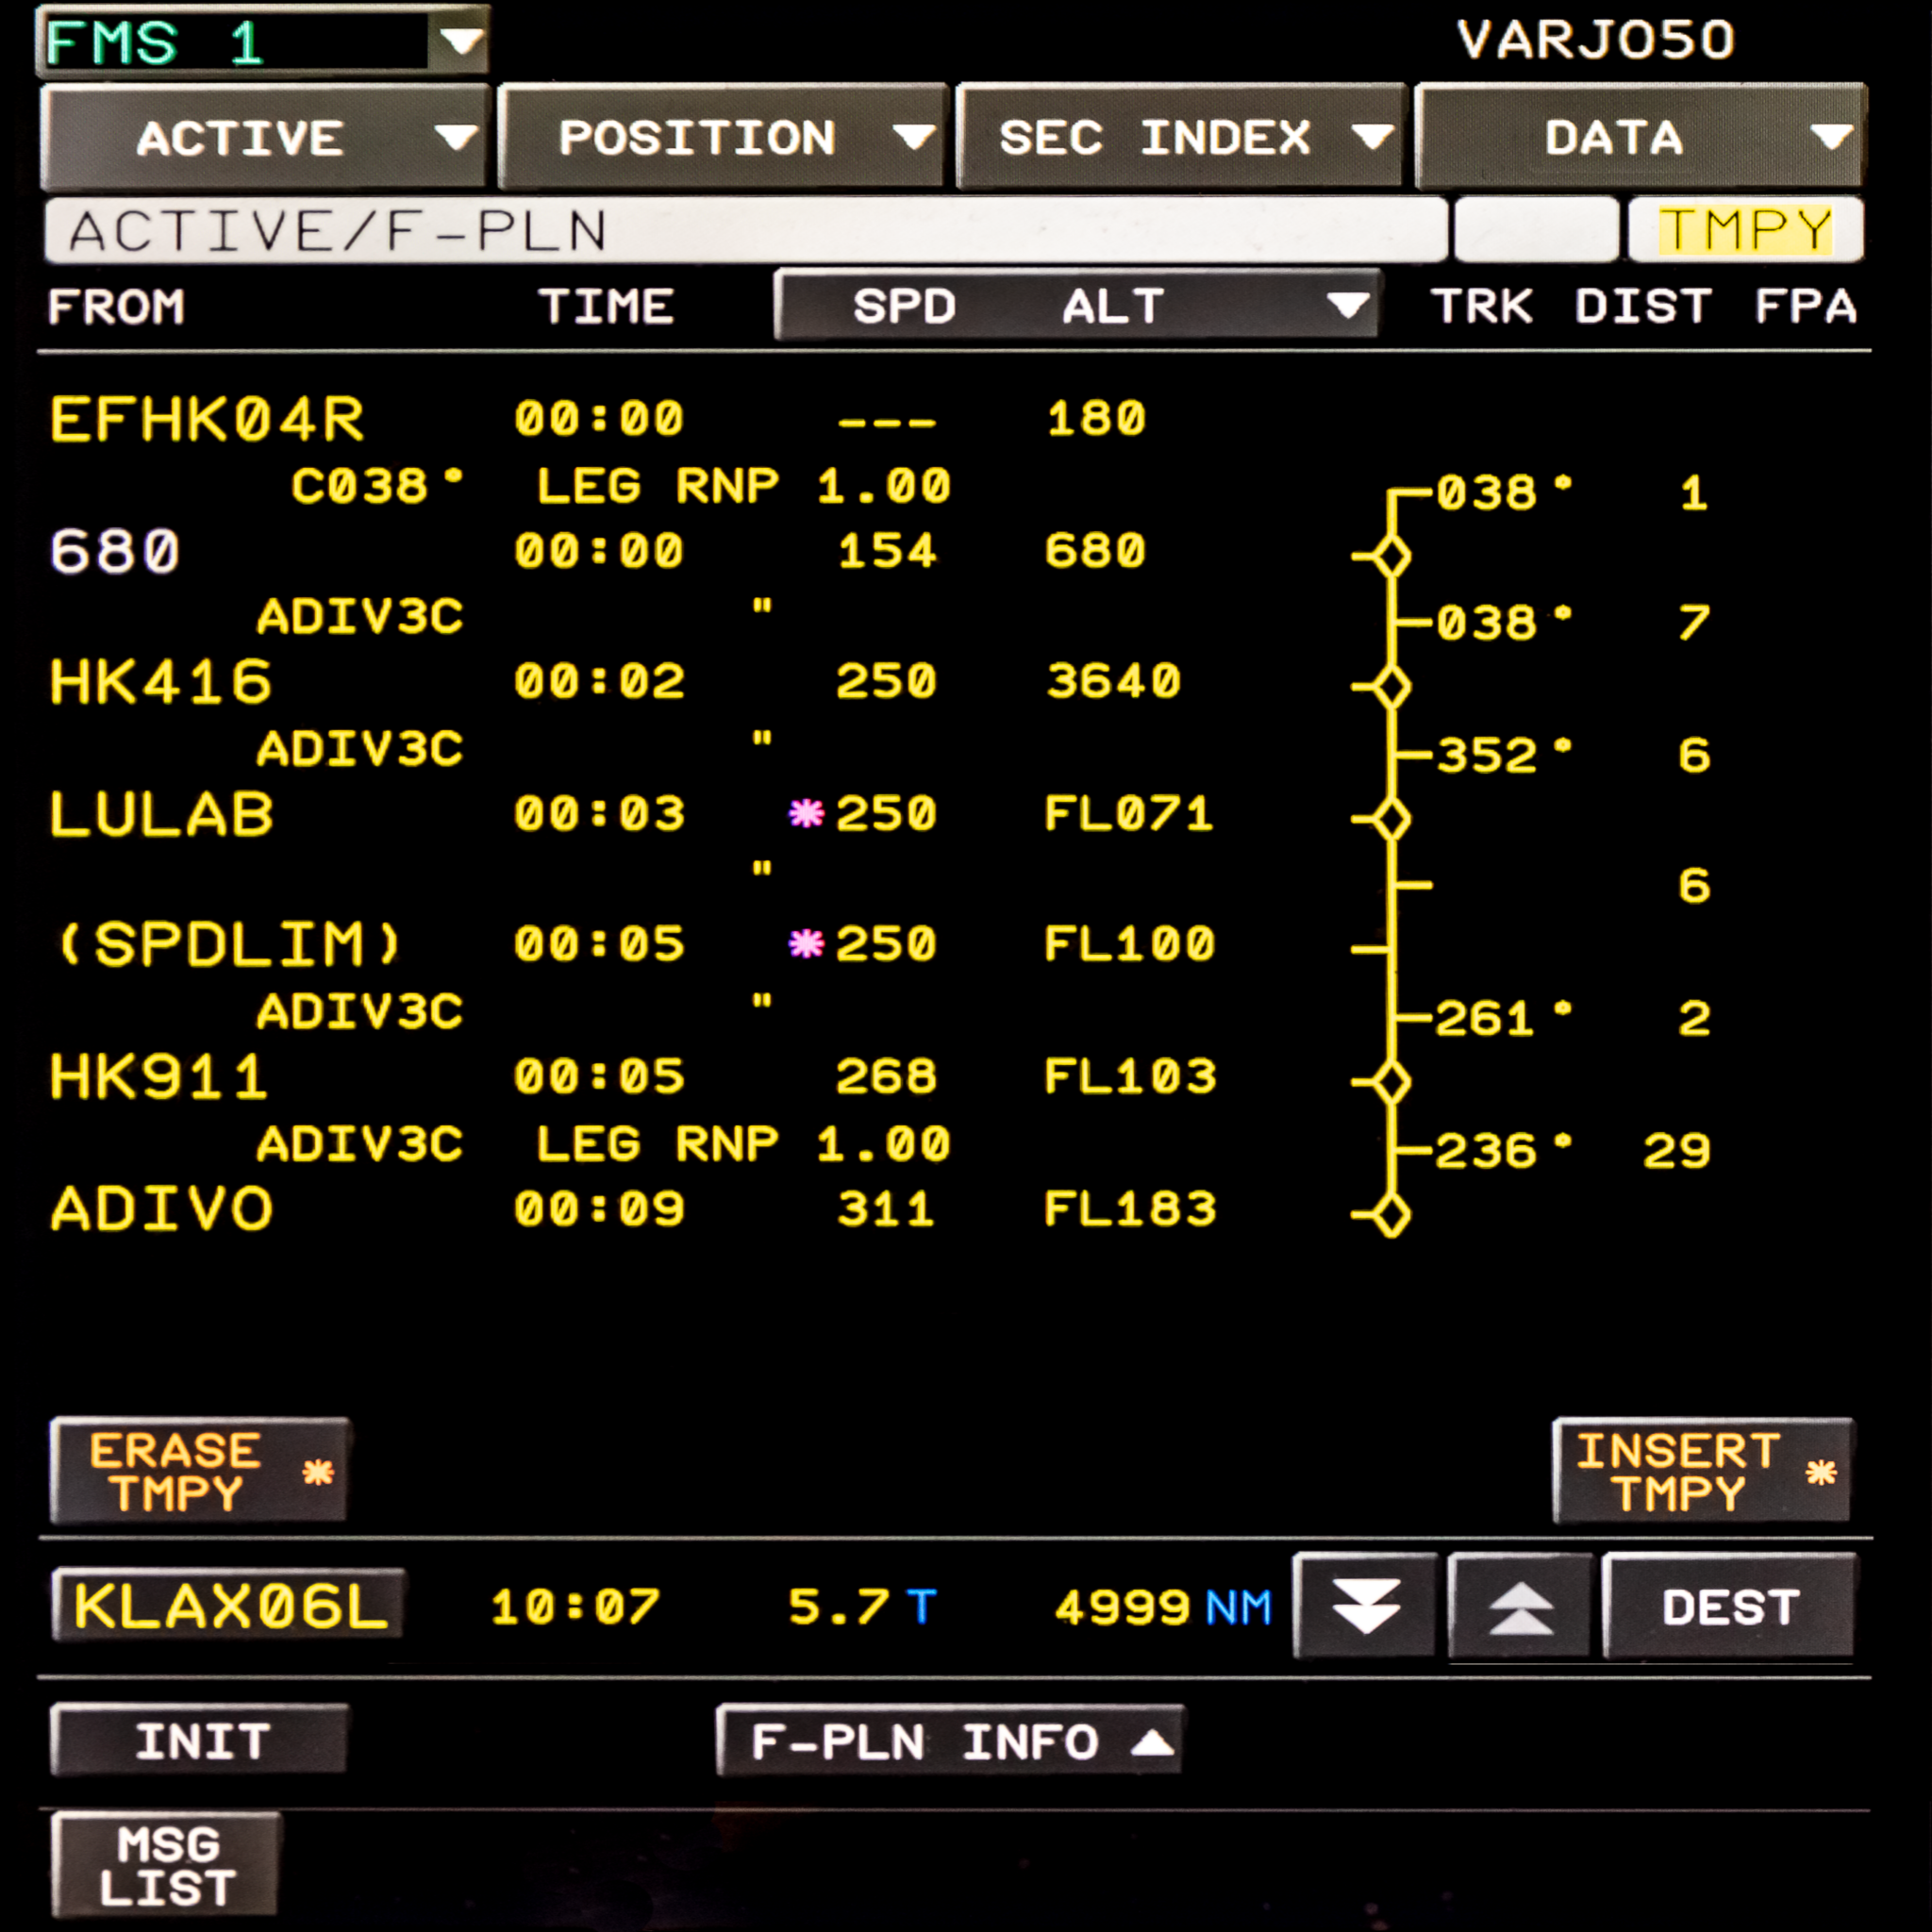 FMS 1 VARJO50
ACTIVE POSITION SEC INDEX DATA
ACTIVE/F-PLN TMPY
FROM TIME SPD ALT TRK DIST FPA
EFHK04R 00:00 --- 180
C038° LEG RNP 1.00 038° 1
680 00:00 154 680
ADIV3C " 038° 7
HK416 00:02 250 3640
ADIV3C " 352° 6
LULAB 00:03 *250 FL071
" 6
(SPDLIM) 00:05 *250 FL100
ADIV3C " 261° 2
HK911 00:05 268 FL103
ADIV3C LEG RNP 1.00 236° 29
ADIVO 00:09 311 FL183
ERASE
TMPY *
INSERT
TMPY *
KLAX06L 10:07 5.7 T 4999 NM DEST
INIT F-PLN INFO
MSG
LIST